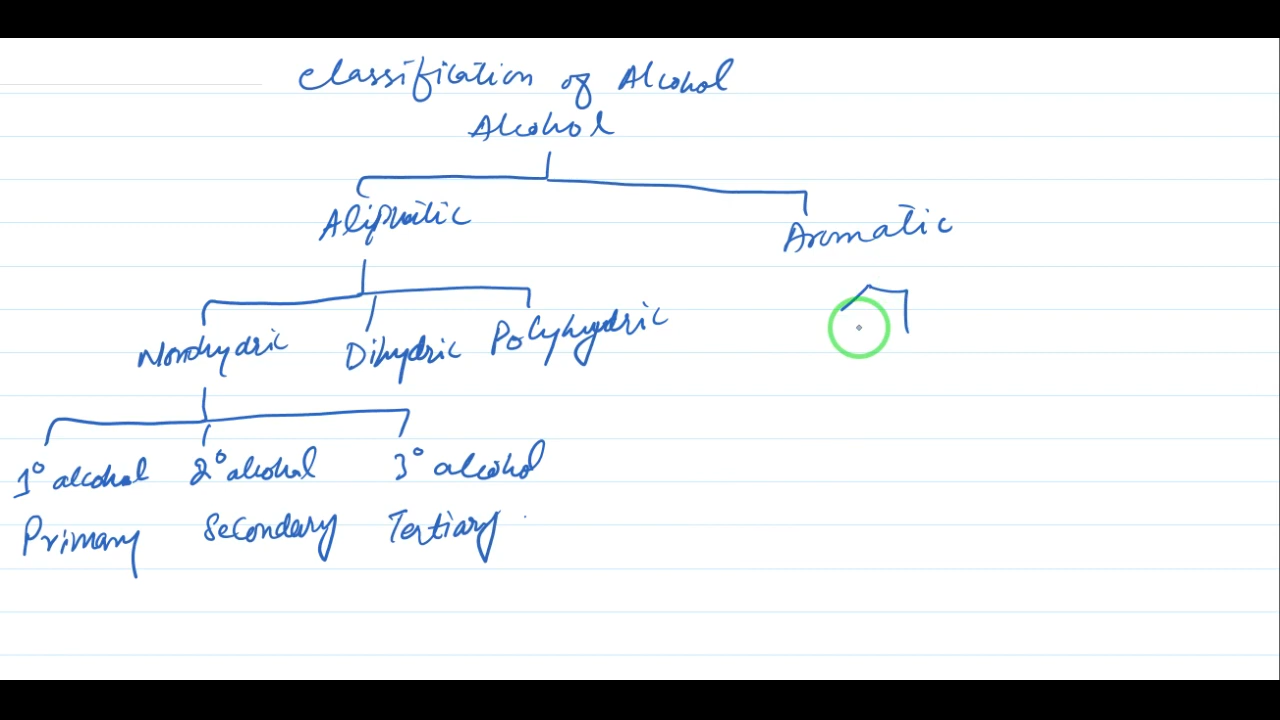 Classification of Alcohol
Alcohol
Aliphatic Aromatic
Monohydric Dihydric Polyhydric
1° alcohol 2° alcohol 3° alcohol
Primary Secondary Tertiary